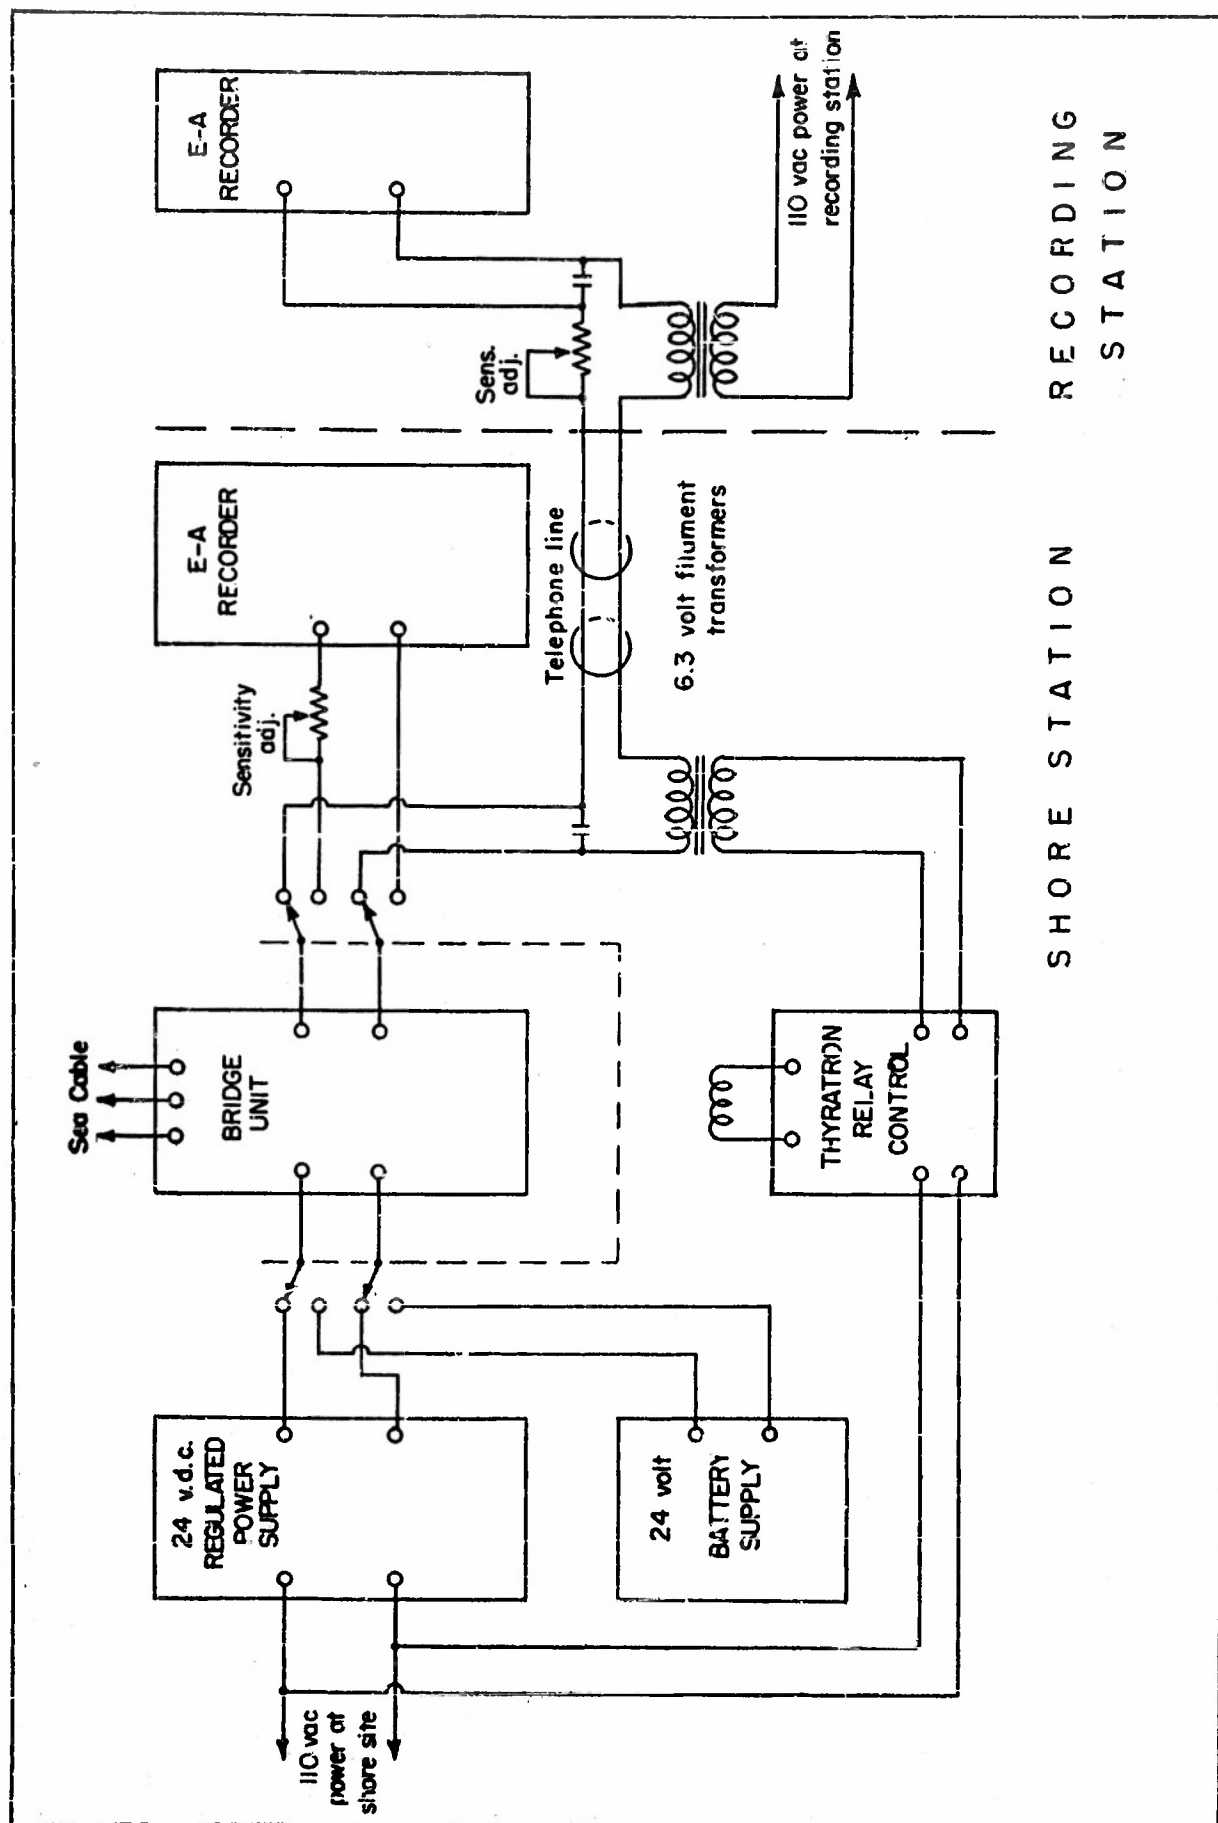 110 vac
power at
shore site
24 v.d.c.
REGULATED
POWER
SUPPLY
24 volt
BATTERY
SUPPLY
Sea Cable
BRIDGE
UNIT
THYRATRON
RELAY
CONTROL
Sensitivity
adj.
E-A
RECORDER
Telephone line
6.3 volt filument
transformers
SHORE STATION
Sens.
adj.
E-A
RECORDER
110 vac power at
recording station
RECORDING
STATION